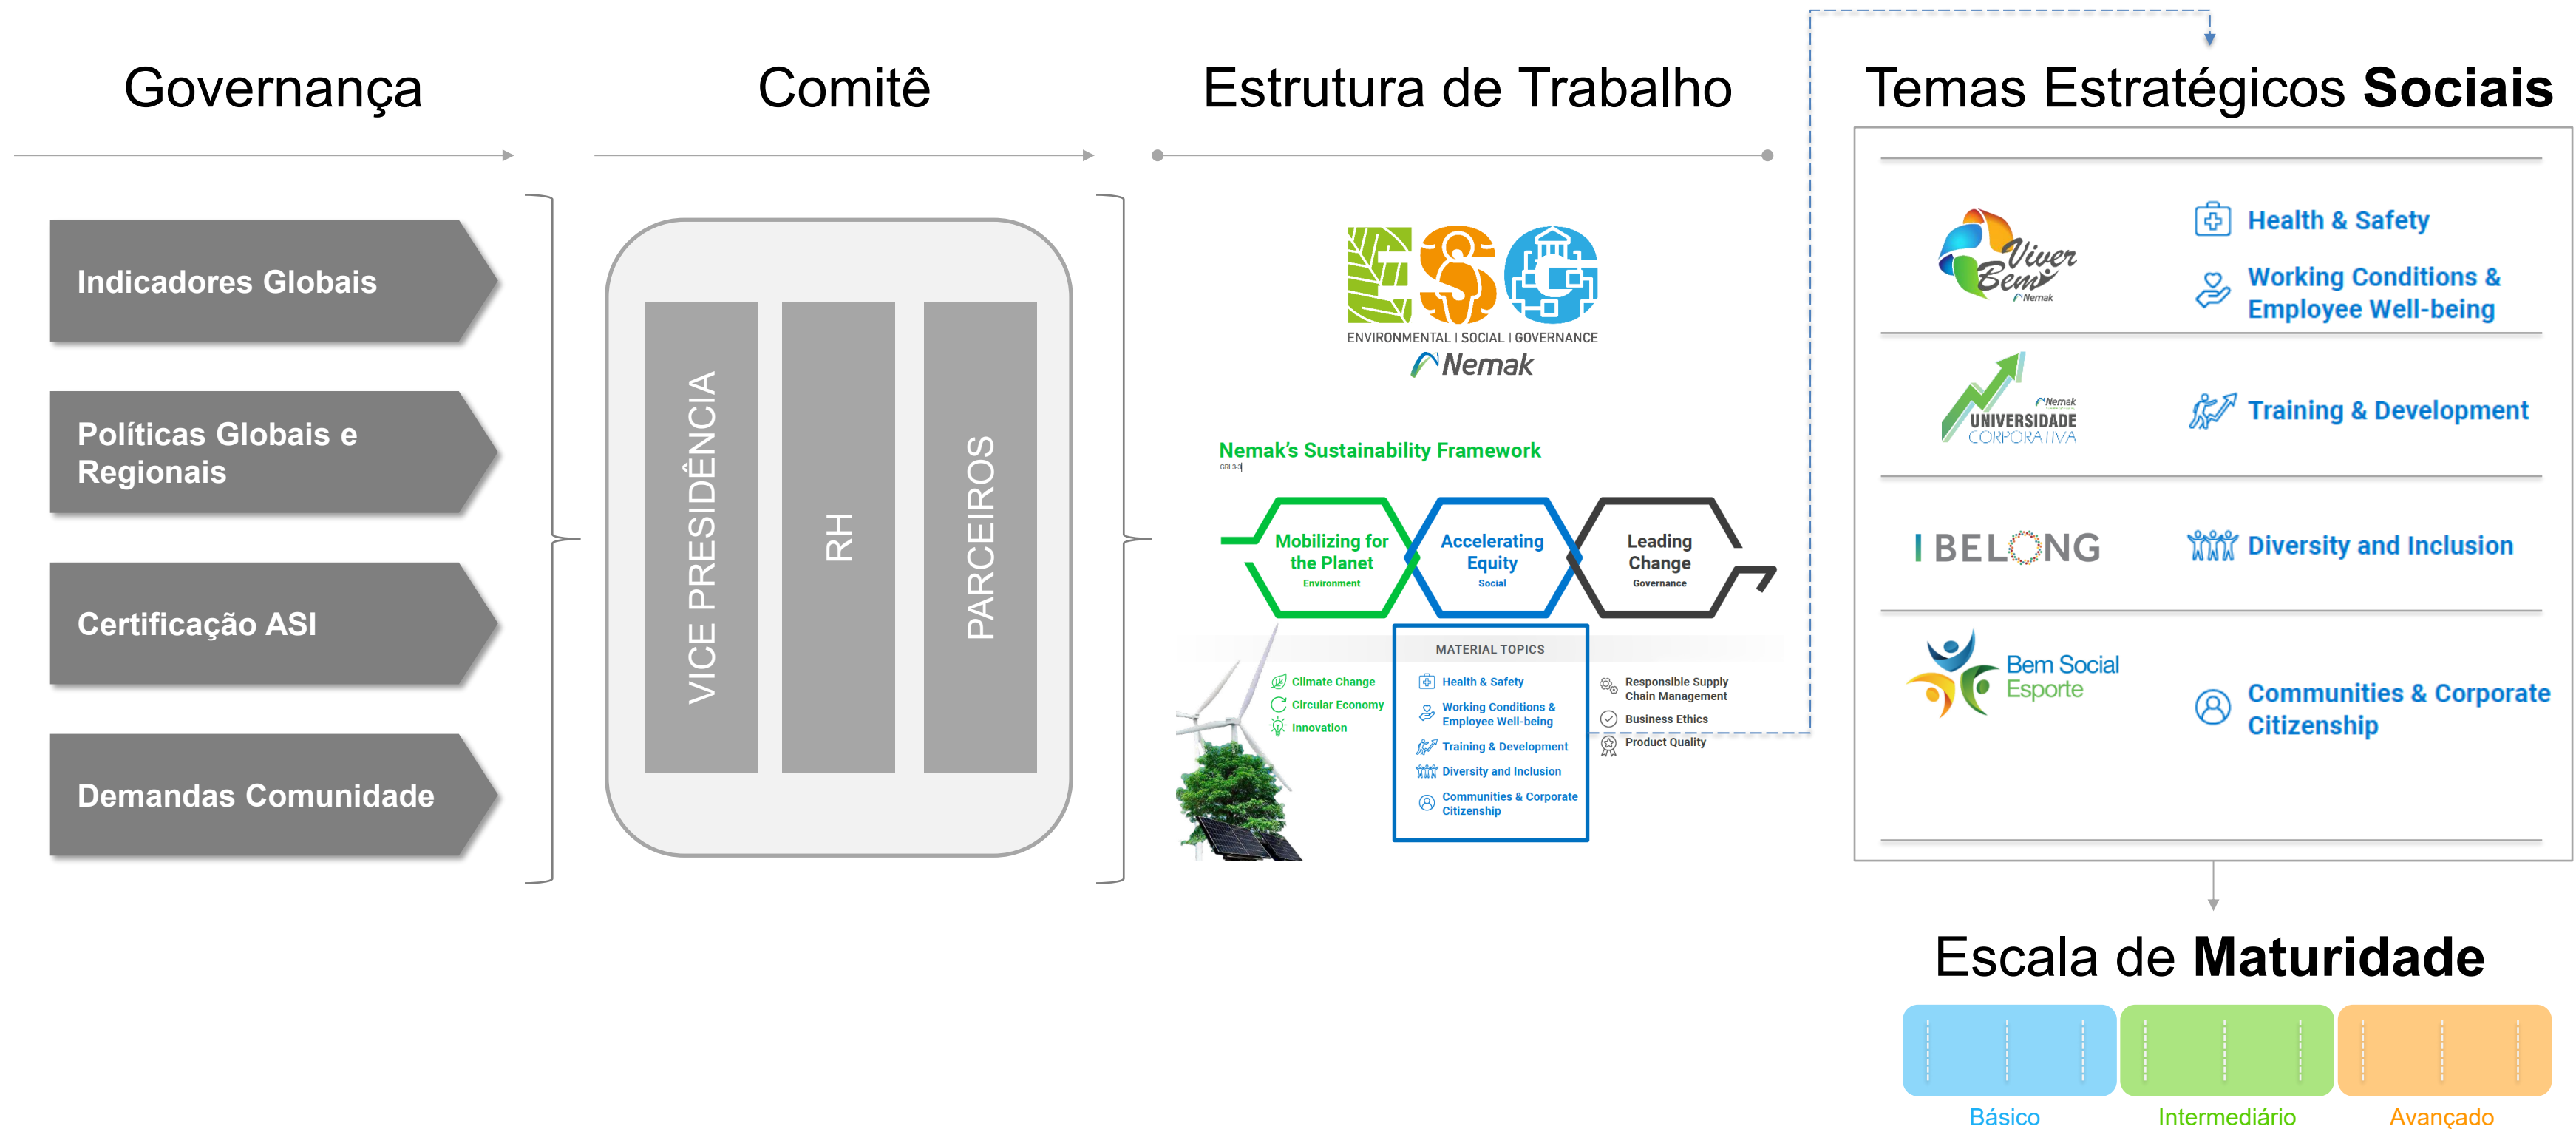 Governança
Indicadores Globais
Políticas Globais e
Regionais
Certificação ASI
Demandas Comunidade
Comitê
VICE PRESIDÊNCIA
RH
PARCEIROS
Estrutura de Trabalho
ESG
ENVIRONMENTAL | SOCIAL | GOVERNANCE
Nemak
Nemak's Sustainability Framework
GRI 3-3
Mobilizing for
the Planet
Environment
Accelerating
Equity
Social
Leading
Change
Governance
MATERIAL TOPICS
Climate Change
Circular Economy
Innovation
Health & Safety
Working Conditions &
Employee Well-being
Training & Development
Diversity and Inclusion
Communities & Corporate
Citizenship
Responsible Supply
Chain Management
Business Ethics
Product Quality
Temas Estratégicos Sociais
Viver
Bem
Nemak
Health & Safety
Working Conditions &
Employee Well-being
Nemak
UNIVERSIDADE
CORPORATIVA
Training & Development
I BELONG
Diversity and Inclusion
Bem Social
Esporte
Communities & Corporate
Citizenship
Escala de Maturidade
Básico
Intermediário
Avançado